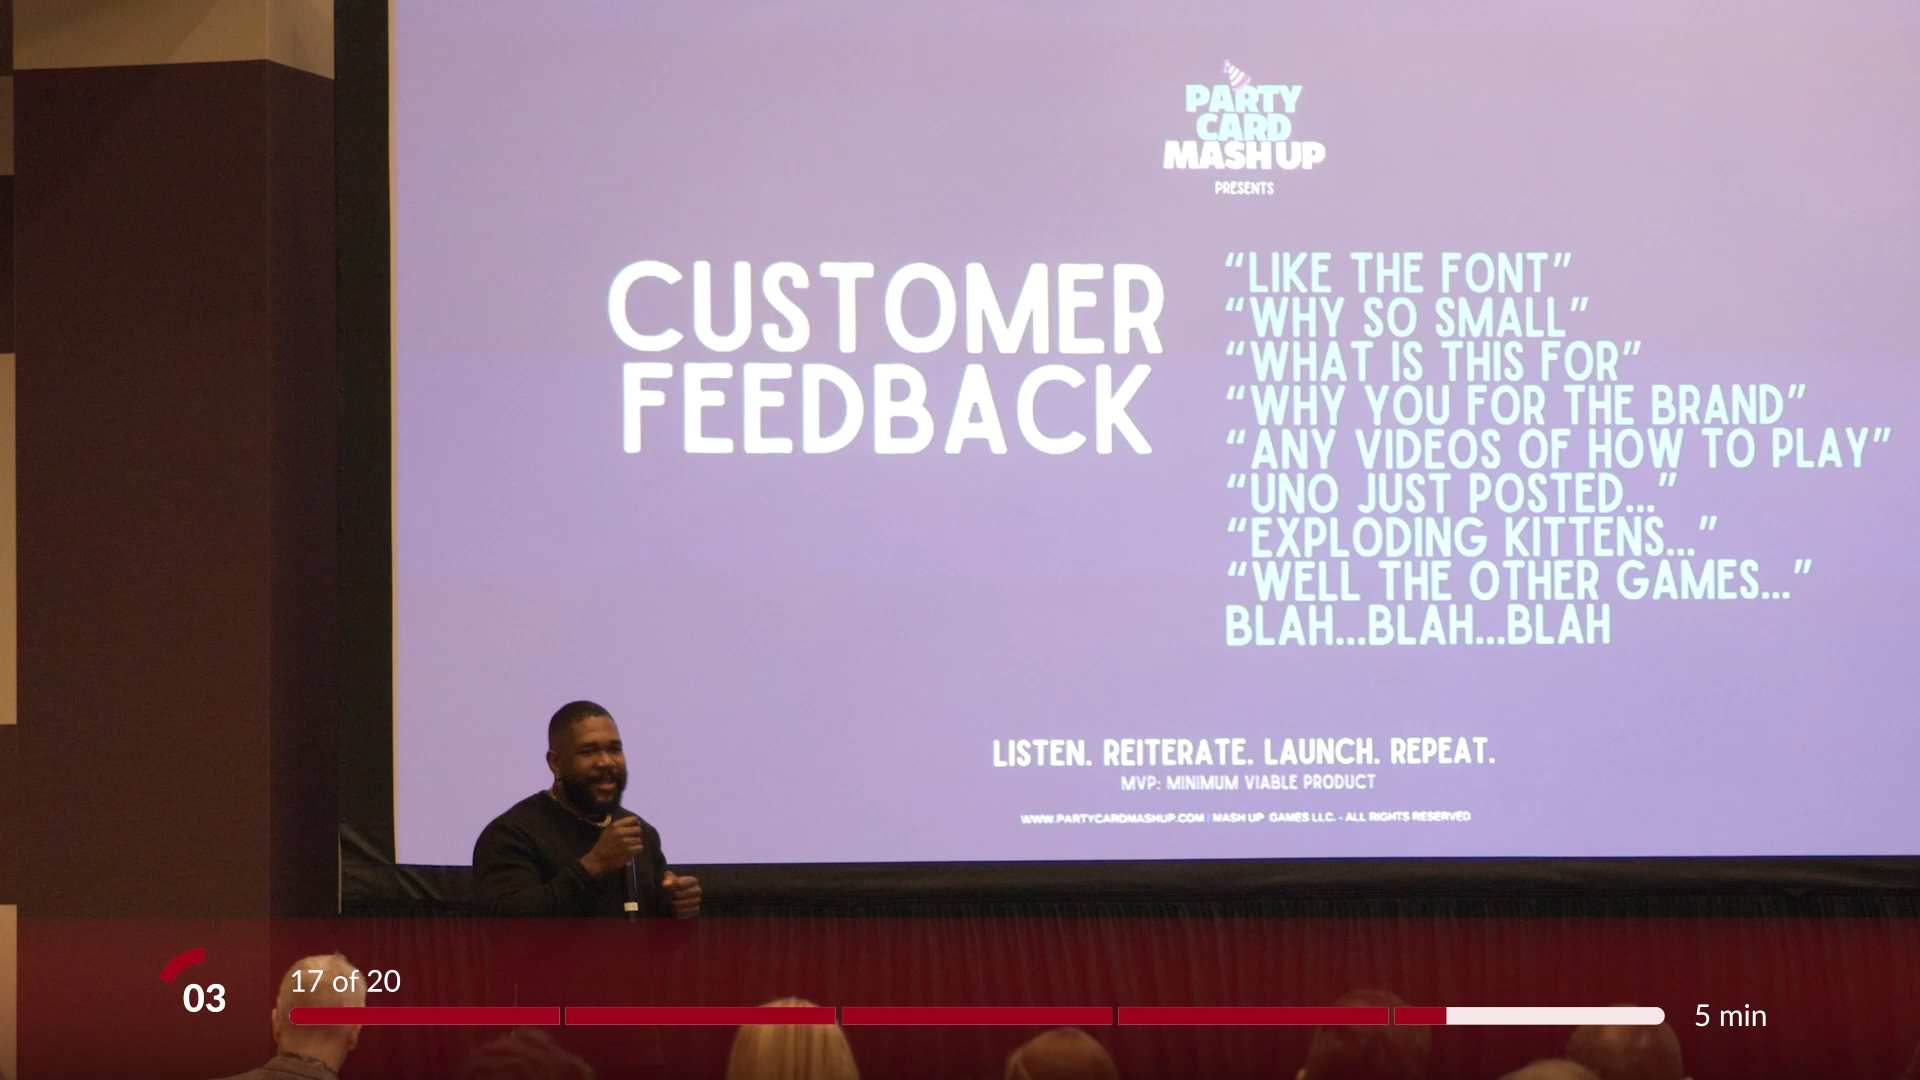 PARTY
CARD
MASH UP
PRESENTS
CUSTOMER
FEEDBACK
“LIKE THE FONT”
“WHY SO SMALL”
“WHAT IS THIS FOR”
“WHY YOU FOR THE BRAND”
“ANY VIDEOS OF HOW TO PLAY”
“UNO JUST POSTED...”
“EXPLODING KITTENS...”
“WELL THE OTHER GAMES...”
BLAH...BLAH...BLAH
LISTEN. REITERATE. LAUNCH. REPEAT.
MVP: MINIMUM VIABLE PRODUCT
WWW.PARTYCARDMASHUP.COM / MASH UP GAMES LLC. - ALL RIGHTS RESERVED
03
17 of 20
5 min